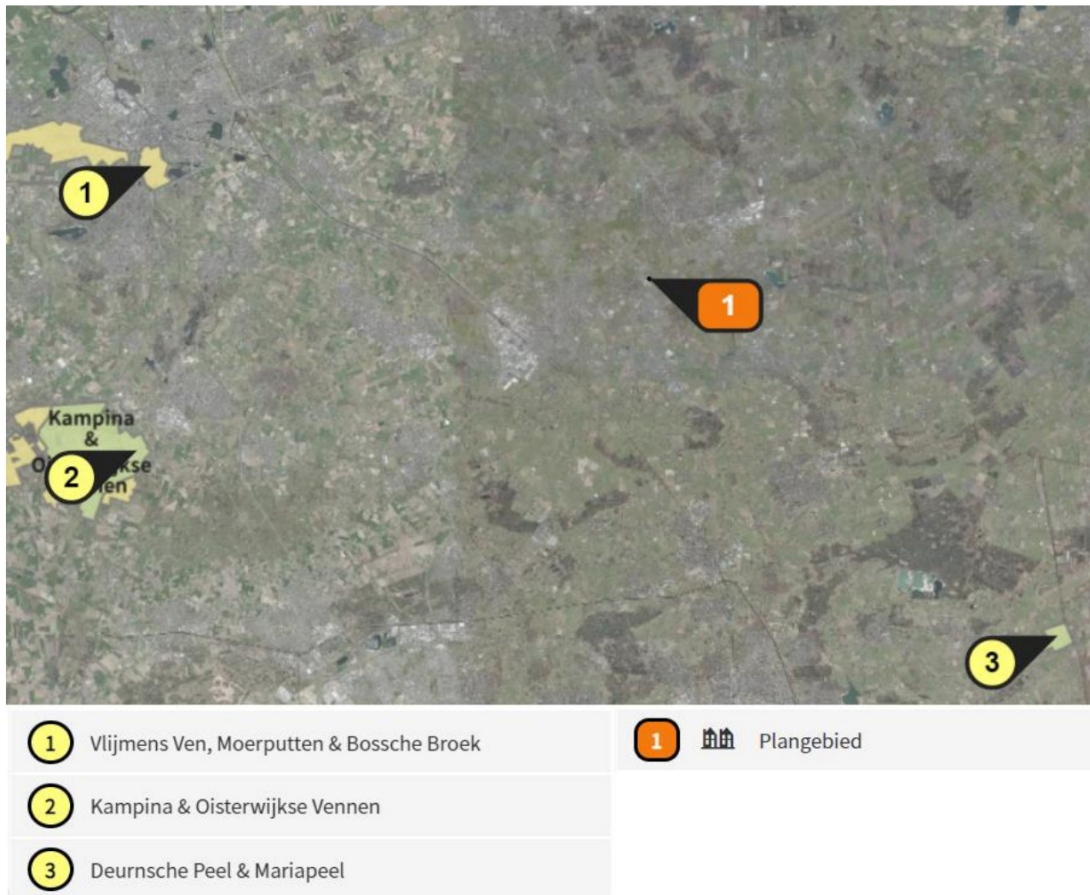 1
1
Kampina
&
2
3
1 Vlijmens Ven, Moerputten & Bossche Broek
1 Plangebied
2 Kampina & Oisterwijkse Vennen
3 Deurnsche Peel & Mariapeel